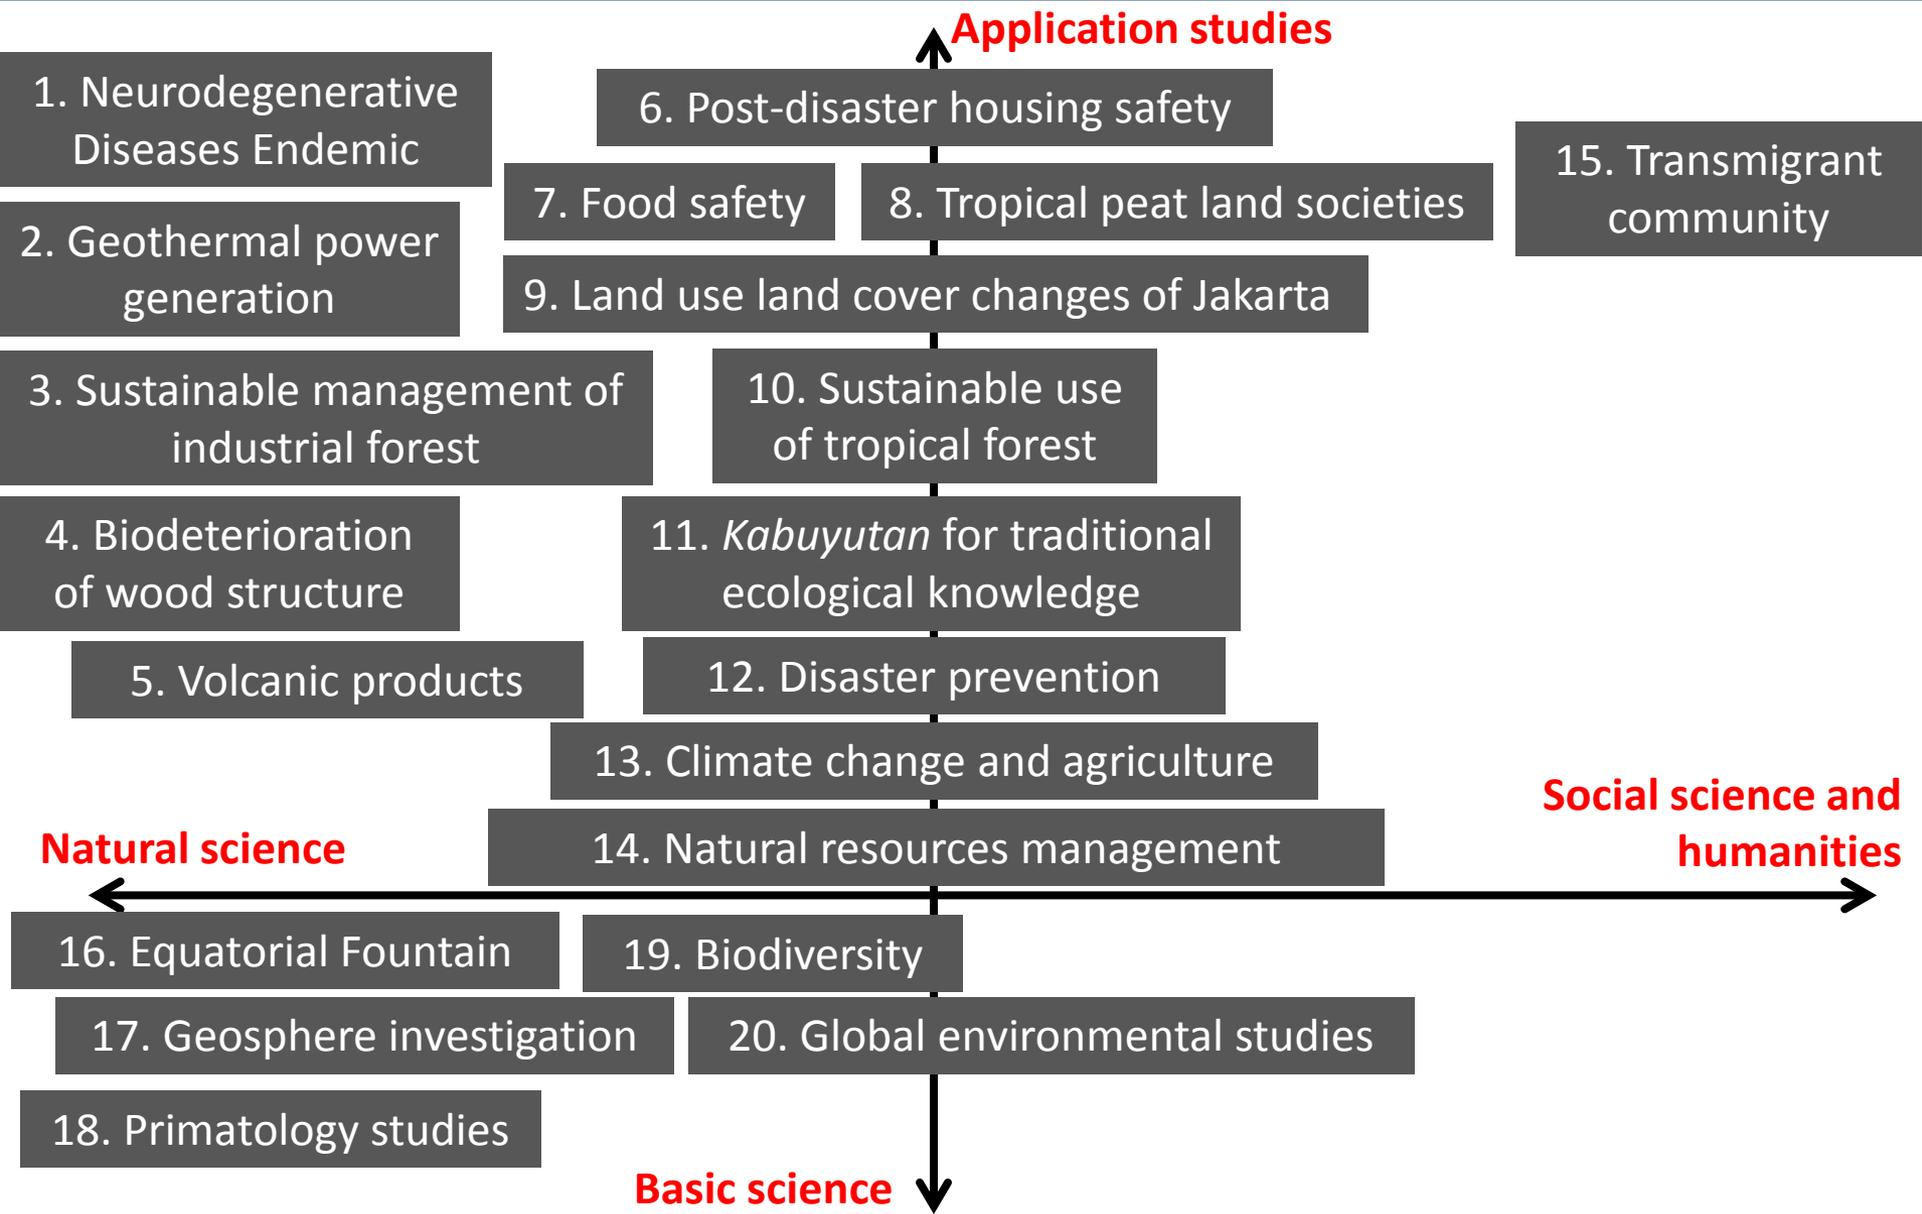 Application studies
1. Neurodegenerative
Diseases Endemic
2. Geothermal power
generation
3. Sustainable management of
industrial forest
4. Biodeterioration
of wood structure
5. Volcanic products
6. Post-disaster housing safety
7. Food safety
8. Tropical peat land societies
9. Land use land cover changes of Jakarta
10. Sustainable use
of tropical forest
11. Kabuyutan for traditional
ecological knowledge
12. Disaster prevention
13. Climate change and agriculture
14. Natural resources management
15. Transmigrant
community
Natural science
Social science and
humanities
16. Equatorial Fountain
17. Geosphere investigation
18. Primatology studies
19. Biodiversity
20. Global environmental studies
Basic science